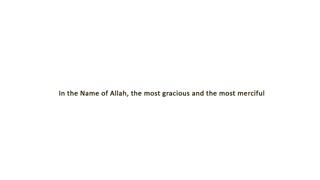 In the Name of Allah, the most gracious and the most merciful